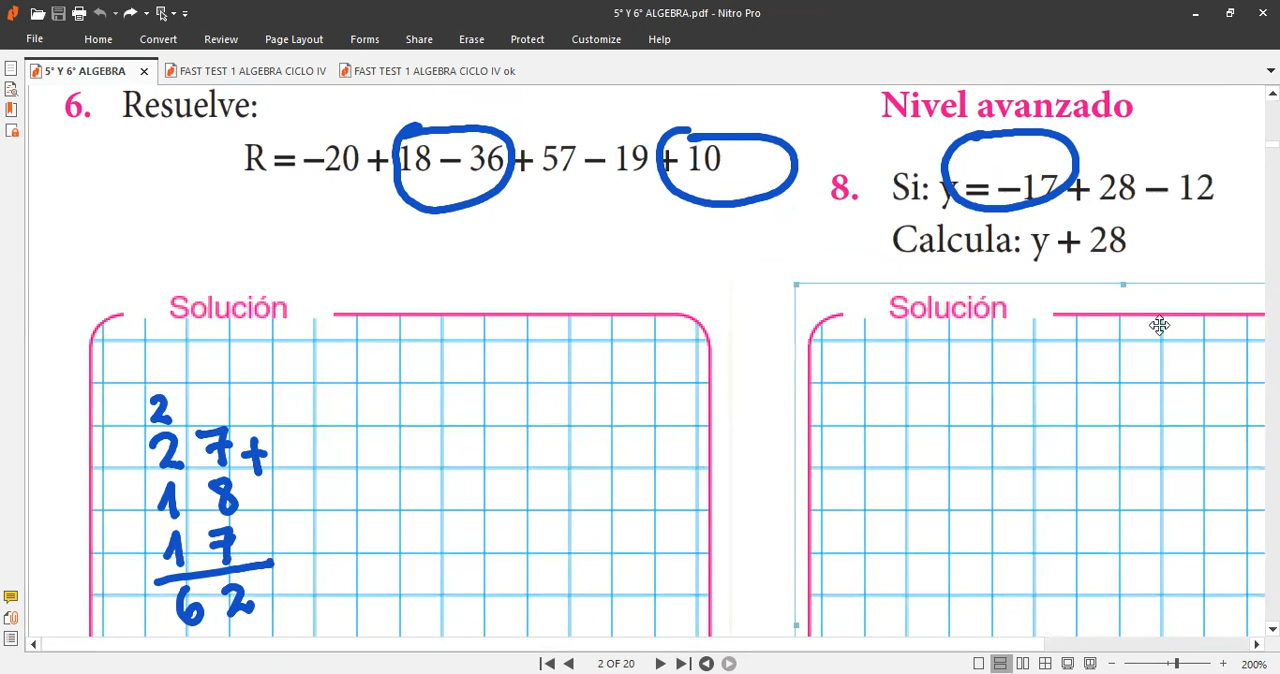 5° Y 6° ALGEBRA.pdf - Nitro Pro
File Home Convert Review Page Layout Forms Share Erase Protect Customize Help
5° Y 6° ALGEBRA FAST TEST 1 ALGEBRA CICLO IV FAST TEST 1 ALGEBRA CICLO IV ok
6. Resuelve:
R = –20 + 18 – 36 + 57 – 19 + 10
Solución
2
2 7 +
1 8
1 7
6 2
Nivel avanzado
8. Si: y = –17 + 28 – 12
Calcula: y + 28
Solución
2 OF 20
200%